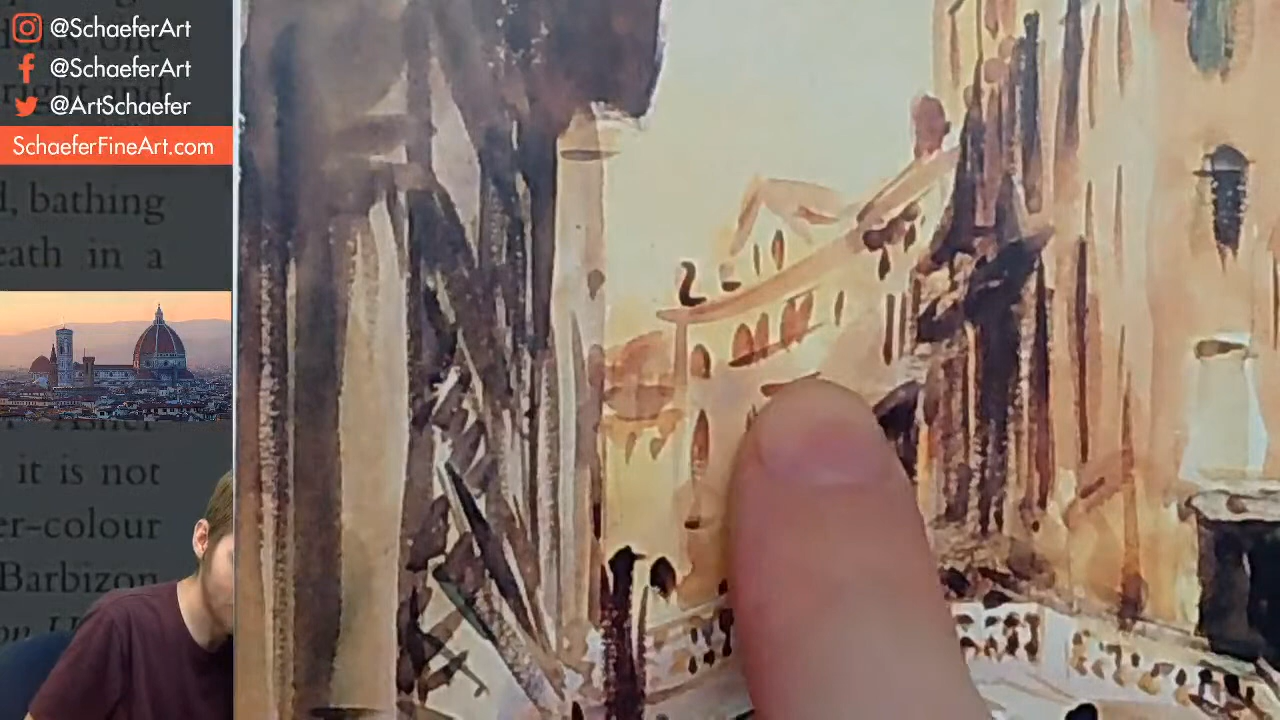 @SchaeferArt
@SchaeferArt
@ArtSchaefer
SchaeferFineArt.com
d, bathing
eath in a
it is not
er-colour
Barbizon